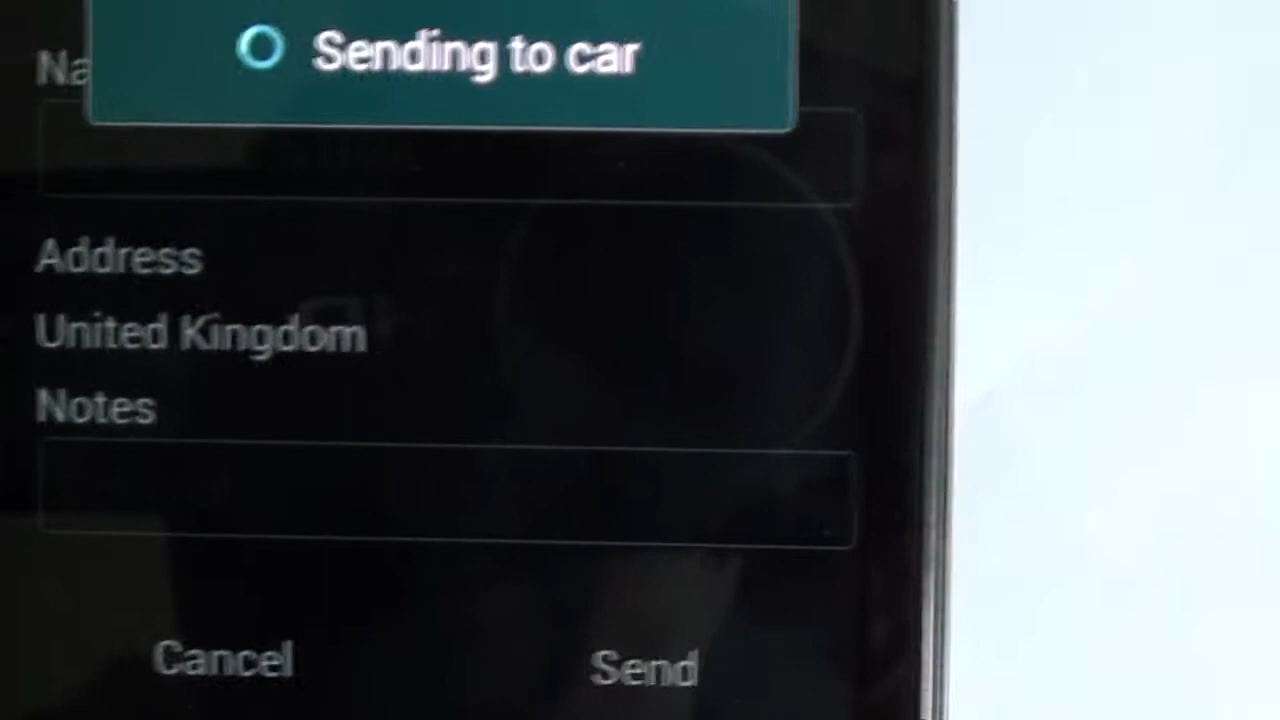 Sending to car
Address
United Kingdom
Notes
Cancel
Send